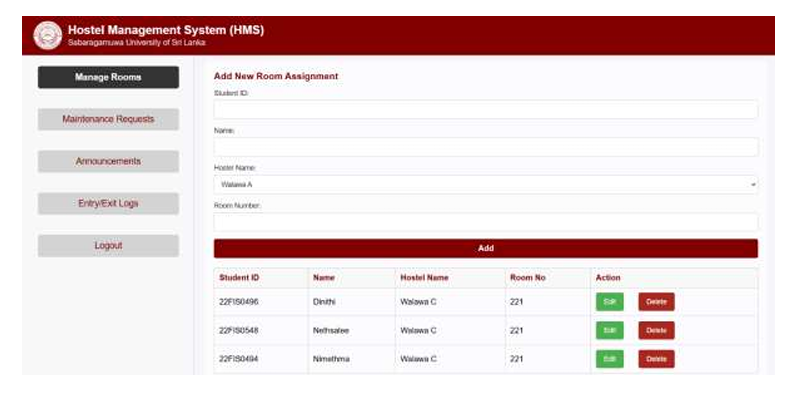 Hostel Management System (HMS)
Sabaragamuwa University of Sri Lanka
Manage Rooms
Maintenance Requests
Announcements
Entry/Exit Logs
Logout
Add New Room Assignment
Student ID:
Name:
Hostel Name:
Walawa A
Room Number:
Add
Student ID Name Hostel Name Room No Action
22FIS0496 Dinithi Walawa C 221 Edit Delete
22FIS0548 Nethsalee Walawa C 221 Edit Delete
22FIS0494 Nimethma Walawa C 221 Edit Delete